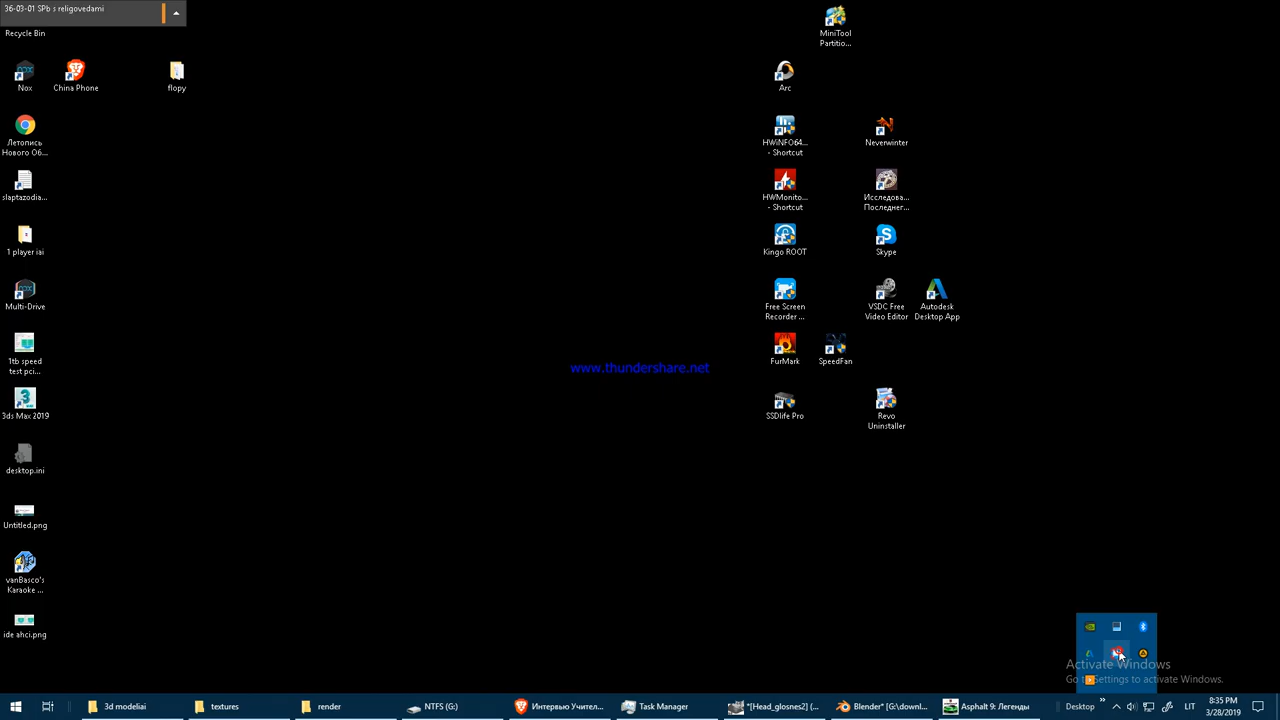 36-03-01 SPb s religovedami
Recycle Bin
MiniTool
Partitio...
Nox
China Phone
flopy
Arc
Летопись
Нового Об...
HWiNFO64...
- Shortcut
Neverwinter
slaptazodia...
HWMonito...
- Shortcut
Исследова...
Последнег...
1 player iai
Kingo ROOT
Skype
Multi-Drive
Free Screen
Recorder ...
VSDC Free
Video Editor
Autodesk
Desktop App
1tb speed
test pci...
FurMark
SpeedFan
www.thundershare.net
3ds Max 2019
SSDlife Pro
Revo
Uninstaller
desktop.ini
Untitled.png
vanBasco's
Karaoke ...
ide ahci.png
Activate Windows
Go to Settings to activate Windows.
3d modeliai
textures
render
NTFS (G:)
Интервью Учител...
Task Manager
*[Head_glosnes2] (...
Blender* [G:\downl...
Asphalt 9: Легенды
Desktop
LIT
8:35 PM
3/28/2019